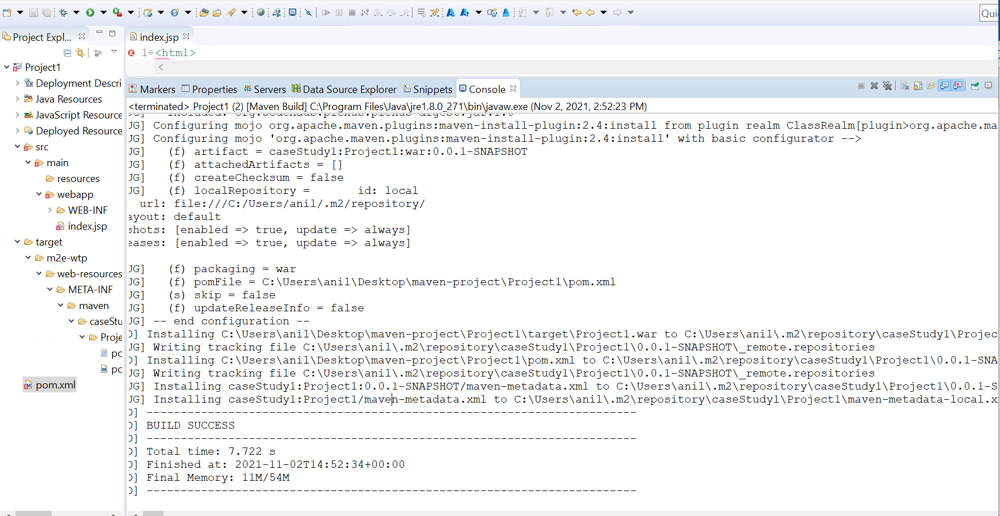 Qui
Project Expl...
index.jsp
1 <html>
Project1
Deployment Descri
Java Resources
JavaScript Resource
Deployed Resource
src
main
resources
webapp
WEB-INF
index.jsp
target
m2e-wtp
web-resources
META-INF
maven
caseStu
Proje
pc
pc
pom.xml
Markers Properties Servers Data Source Explorer Snippets Console
<terminated> Project1 (2) [Maven Build] C:\Program Files\Java\jre1.8.0_271\bin\javaw.exe (Nov 2, 2021, 2:52:23 PM)
JG] Included: org.codehaus.plexus:plexus-digest:jar:1.0
JG] Configuring mojo org.apache.maven.plugins:maven-install-plugin:2.4:install from plugin realm ClassRealm[plugin>org.apache.ma
JG] Configuring mojo 'org.apache.maven.plugins:maven-install-plugin:2.4:install' with basic configurator -->
JG] (f) artifact = caseStudy1:Project1:war:0.0.1-SNAPSHOT
JG] (f) attachedArtifacts = []
JG] (f) createChecksum = false
JG] (f) localRepository = id: local
url: file:///C:/Users/anil/.m2/repository/
ayout: default
shots: [enabled => true, update => always]
eases: [enabled => true, update => always]
JG] (f) packaging = war
JG] (f) pomFile = C:\Users\anil\Desktop\maven-project\Project1\pom.xml
JG] (s) skip = false
JG] (f) updateReleaseInfo = false
JG] -- end configuration --
O] Installing C:\Users\anil\Desktop\maven-project\Project1\target\Project1.war to C:\Users\anil\.m2\repository\caseStudy1\Projec
JG] Writing tracking file C:\Users\anil\.m2\repository\caseStudy1\Project1\0.0.1-SNAPSHOT\_remote.repositories
O] Installing C:\Users\anil\Desktop\maven-project\Project1\pom.xml to C:\Users\anil\.m2\repository\caseStudy1\Project1\0.0.1-SNA
JG] Writing tracking file C:\Users\anil\.m2\repository\caseStudy1\Project1\0.0.1-SNAPSHOT\_remote.repositories
JG] Installing caseStudy1:Project1:0.0.1-SNAPSHOT/maven-metadata.xml to C:\Users\anil\.m2\repository\caseStudy1\Project1\0.0.1-S
JG] Installing caseStudy1:Project1/maven-metadata.xml to C:\Users\anil\.m2\repository\caseStudy1\Project1\maven-metadata-local.x
O] ------------------------------------------------------------------------
O] BUILD SUCCESS
O] ------------------------------------------------------------------------
O] Total time: 7.722 s
O] Finished at: 2021-11-02T14:52:34+00:00
O] Final Memory: 11M/54M
O] ------------------------------------------------------------------------